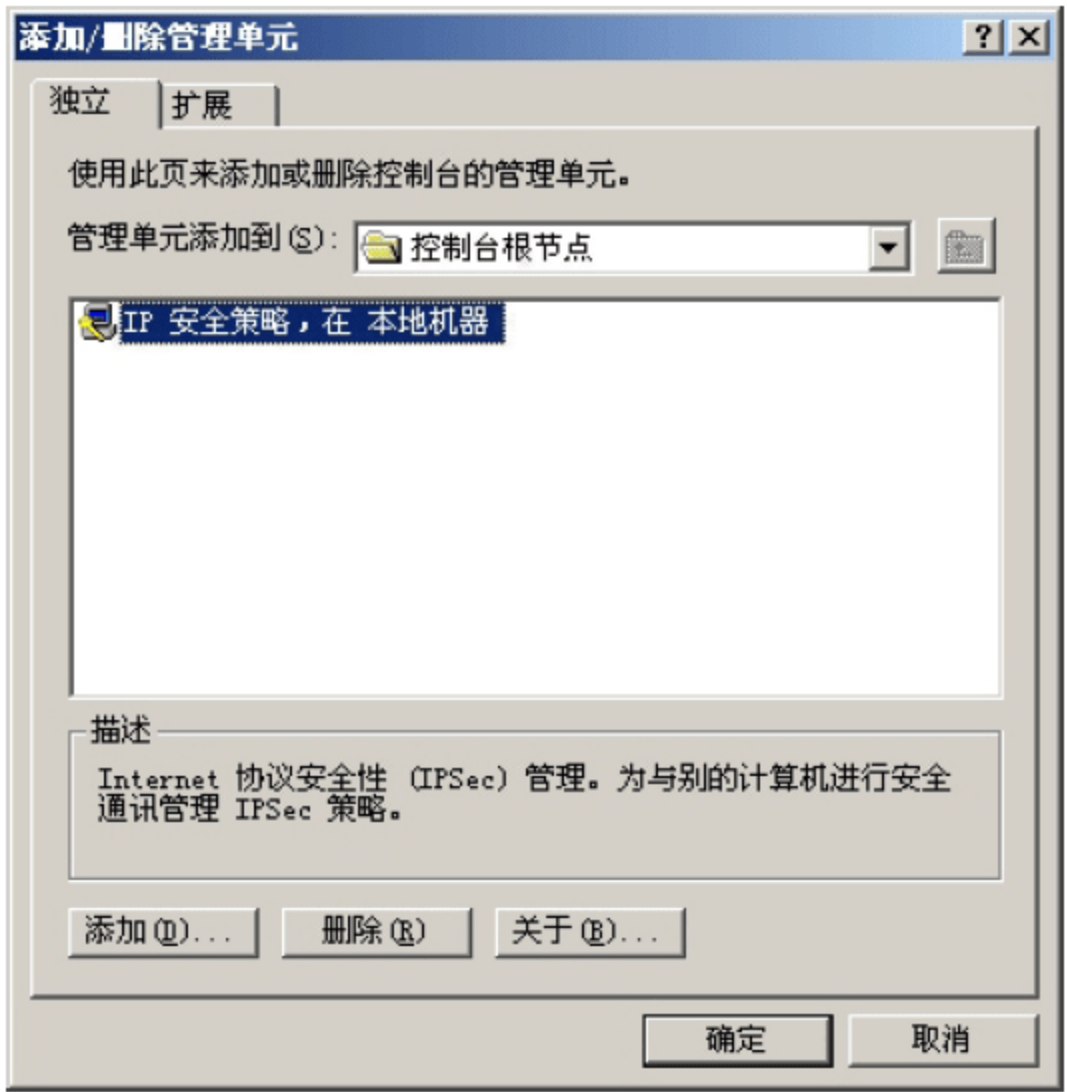 添加/删除管理单元
独立
扩展
使用此页来添加或删除控制台的管理单元。
管理单元添加到(S):
控制台根节点
IP 安全策略，在 本地机器
描述
Internet 协议安全性 (IPSec) 管理。为与别的计算机进行安全
通讯管理 IPSec 策略。
添加(D)...
删除(R)
关于(B)...
确定
取消